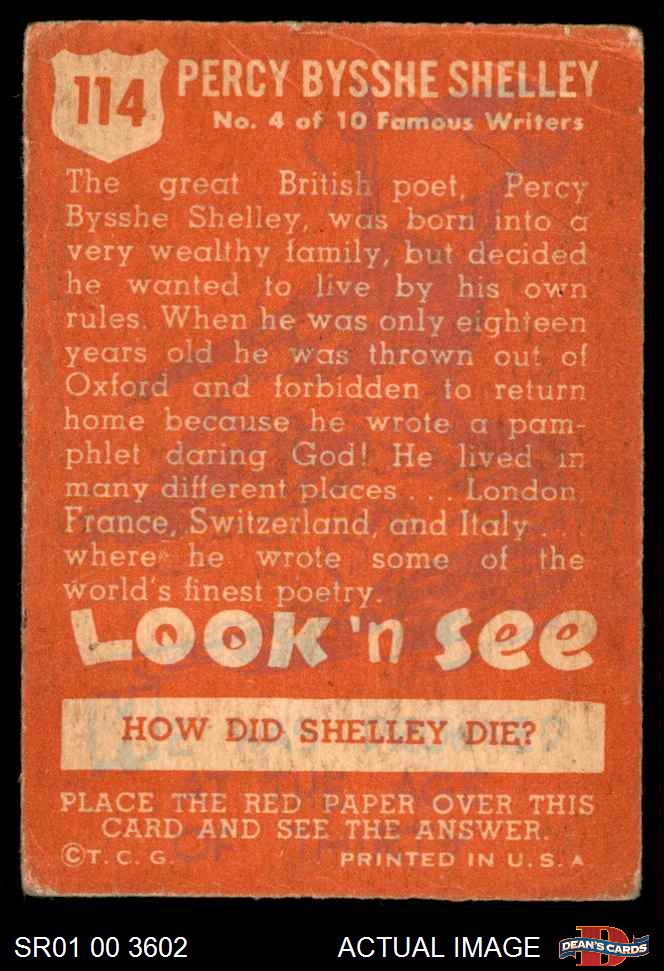 114
PERCY BYSSHE SHELLEY
No. 4 of 10 Famous Writers
The great British poet, Percy
Bysshe Shelley, was born into a
very wealthy family, but decided
he wanted to live by his own
rules. When he was only eighteen
years old he was thrown out of
Oxford and forbidden to return
home because he wrote a pam-
phlet daring God! He lived in
many different places . . . London,
France, Switzerland, and Italy . . .
where he wrote some of the
world's finest poetry.
LOOK 'n See
HOW DID SHELLEY DIE?
PLACE THE RED PAPER OVER THIS
CARD AND SEE THE ANSWER.
©T. C. G. PRINTED IN U. S. A.
SR01 00 3602 ACTUAL IMAGE DEAN'S CARDS